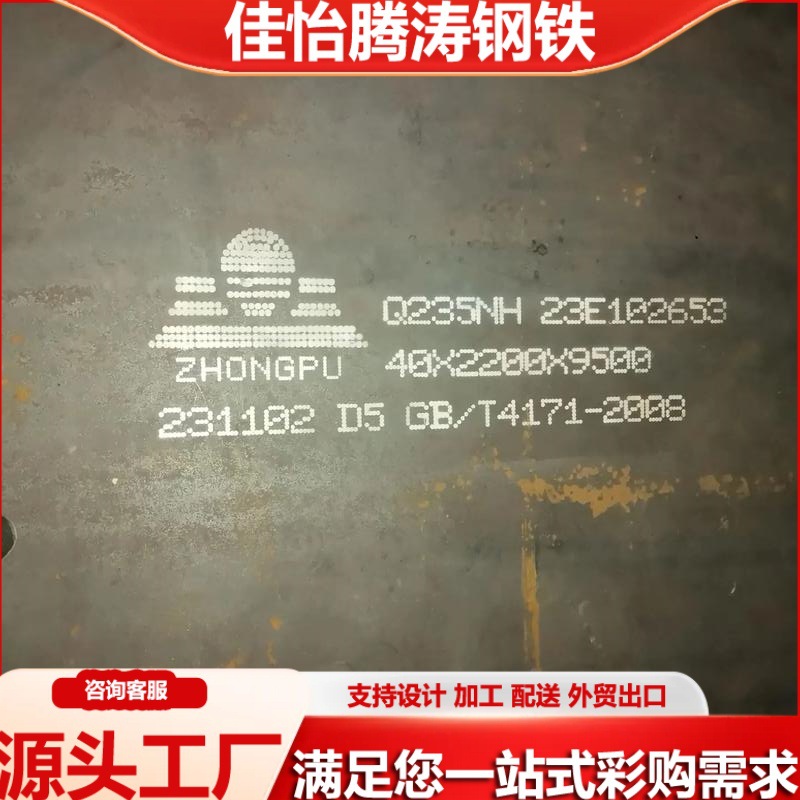 佳怡腾涛钢铁
Q235NH 23E102653
ZHONGPU 40X2200X9500
231102 D5 GB/T4171-2008
咨询客服
支持设计 加工 配送 外贸出口
源头工厂
满足您一站式彩购需求